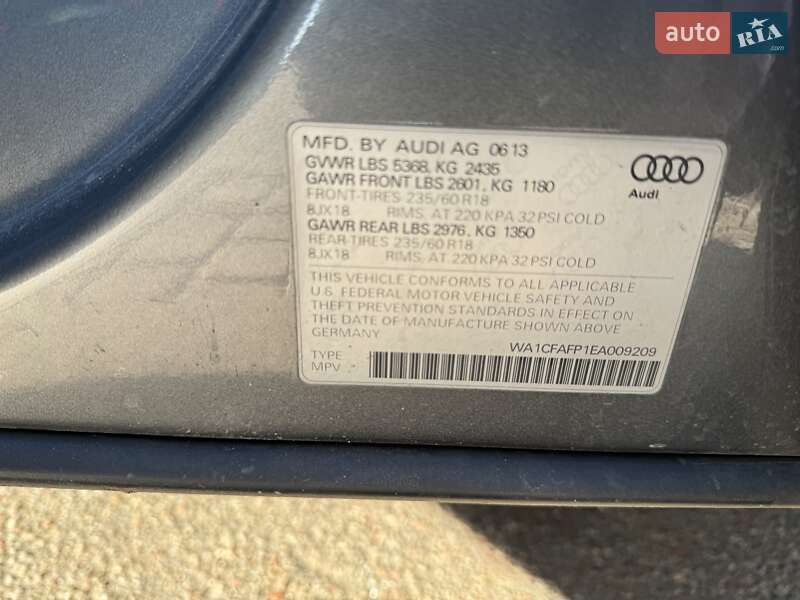 auto RIA .com
MFD. BY AUDI AG 0613
GVWR LBS 5368, KG 2435
GAWR FRONT LBS 2601, KG 1180
FRONT-TIRES 235/60 R18
8JX18 RIMS, AT 220 KPA 32 PSI COLD
GAWR REAR LBS 2976, KG 1350
REAR-TIRES 235/60 R18
8JX18 RIMS, AT 220 KPA 32 PSI COLD
Audi
THIS VEHICLE CONFORMS TO ALL APPLICABLE
U.S. FEDERAL MOTOR VEHICLE SAFETY AND
THEFT PREVENTION STANDARDS IN EFFECT ON
THE DATE OF MANUFACTURE SHOWN ABOVE
GERMANY
WA1CFAFP1EA009209
TYPE
MPV